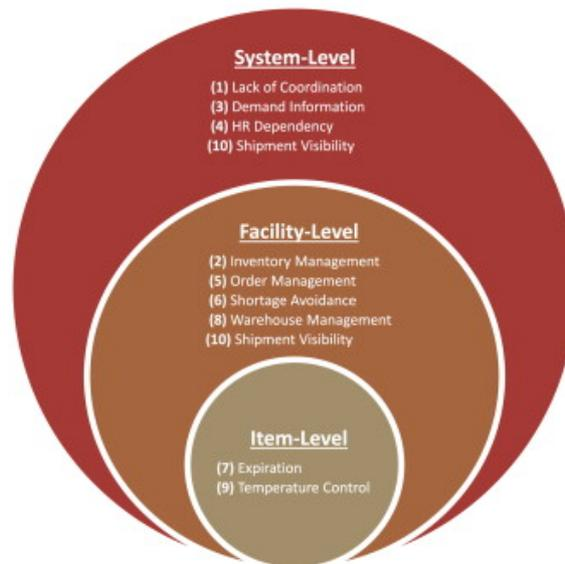 System-Level
(1) Lack of Coordination
(3) Demand Information
(4) HR Dependency
(10) Shipment Visibility
Facility-Level
(2) Inventory Management
(5) Order Management
(6) Shortage Avoidance
(8) Warehouse Management
(10) Shipment Visibility
Item-Level
(7) Expiration
(9) Temperature Control